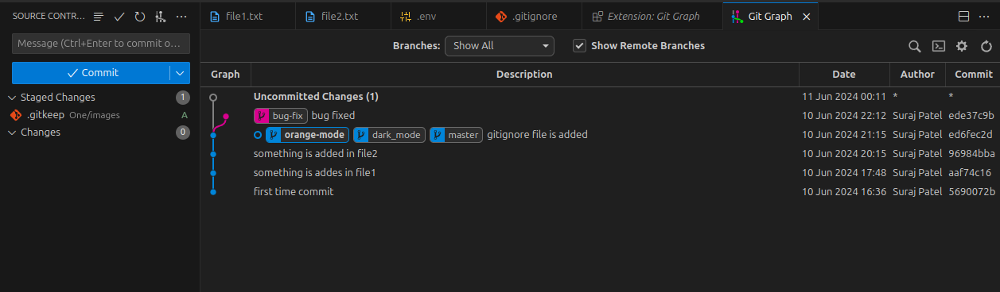 SOURCE CONTR...
file1.txt
file2.txt
.env
.gitignore
Extension: Git Graph
Git Graph
Message (Ctrl+Enter to commit o...
Commit
Staged Changes 1
.gitkeep One/images A
Changes 0
Branches: Show All Show Remote Branches
Graph Description Date Author Commit
Uncommitted Changes (1) 11 Jun 2024 00:11 * *
bug-fix bug fixed 10 Jun 2024 22:12 Suraj Patel ede37c9b
orange-mode dark_mode master gitignore file is added 10 Jun 2024 21:15 Suraj Patel ed6fec2d
something is added in file2 10 Jun 2024 20:15 Suraj Patel 96984bba
something is addes in file1 10 Jun 2024 17:48 Suraj Patel aaf74c16
first time commit 10 Jun 2024 16:36 Suraj Patel 5690072b